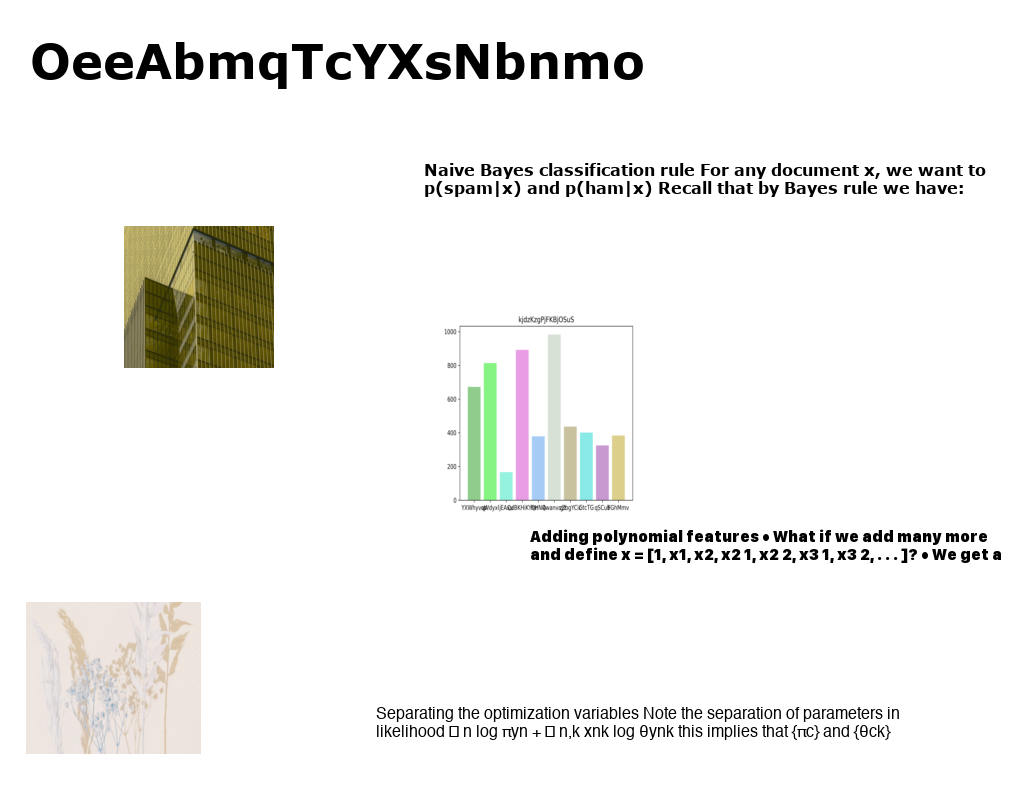 OeeAbmqTcYXsNbnmo
Naive Bayes classification rule For any document x, we want to
p(spam|x) and p(ham|x) Recall that by Bayes rule we have:
kjdzKzgPjFKBjOSuS
1000
800
600
400
200
0
Adding polynomial features • What if we add many more
and define x = [1, x1, x2, x2 1, x2 2, x3 1, x3 2, . . . ]? • We get a
Separating the optimization variables Note the separation of parameters in
likelihood □ n log πyn + □ n,k xnk log θynk this implies that {πc} and {θck}